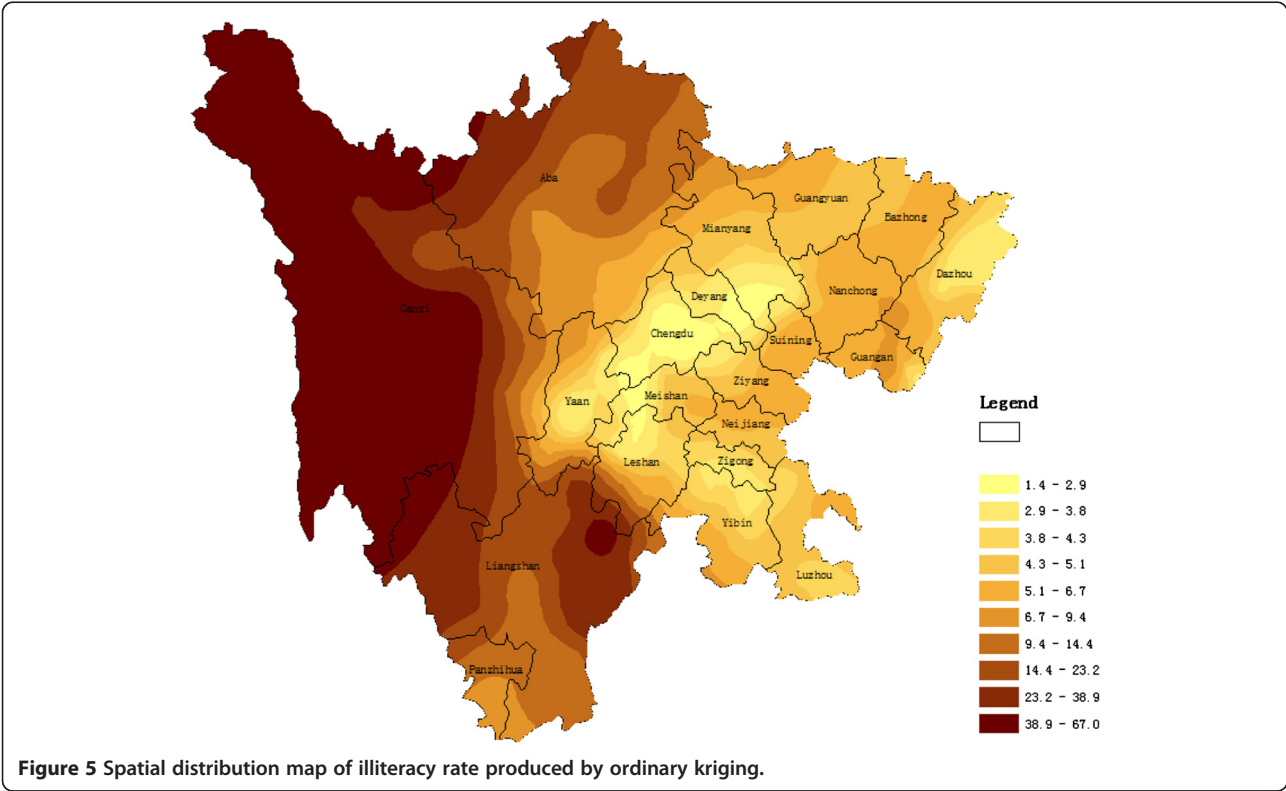 Aba
Guangyuan
Bazhong
Mianyang
Dazhou
Nanchong
Deyang
Ganzi
Chengdu
Suining
Guangan
Ziyang
Yaan
Meishan
Neijiang
Leshan
Zigong
Yibin
Liangshan
Luzhou
Panzhihua
Legend
1.4 - 2.9
2.9 - 3.8
3.8 - 4.3
4.3 - 5.1
5.1 - 6.7
6.7 - 9.4
9.4 - 14.4
14.4 - 23.2
23.2 - 38.9
38.9 - 67.0
Figure 5 Spatial distribution map of illiteracy rate produced by ordinary kriging.